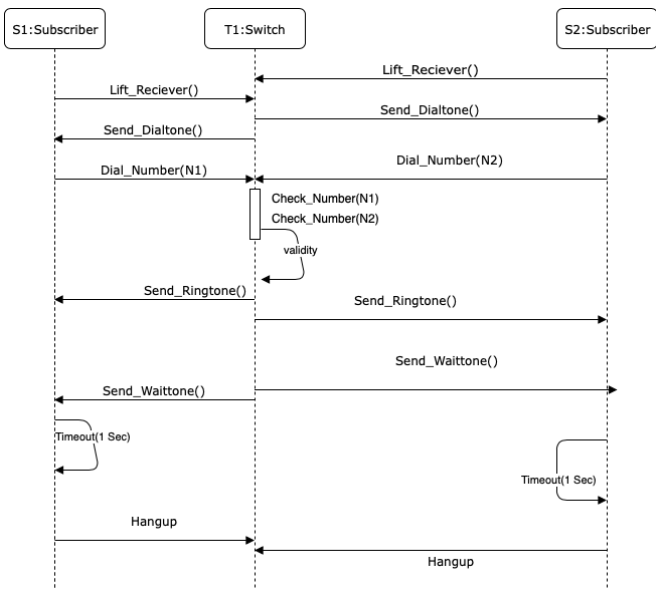 S1:Subscriber
T1:Switch
S2:Subscriber
Lift_Reciever()
Lift_Reciever()
Send_Dialtone()
Send_Dialtone()
Dial_Number(N2)
Dial_Number(N1)
Check_Number(N1)
Check_Number(N2)
validity
Send_Ringtone()
Send_Ringtone()
Send_Waittone()
Send_Waittone()
Timeout(1 Sec)
Timeout(1 Sec)
Hangup
Hangup